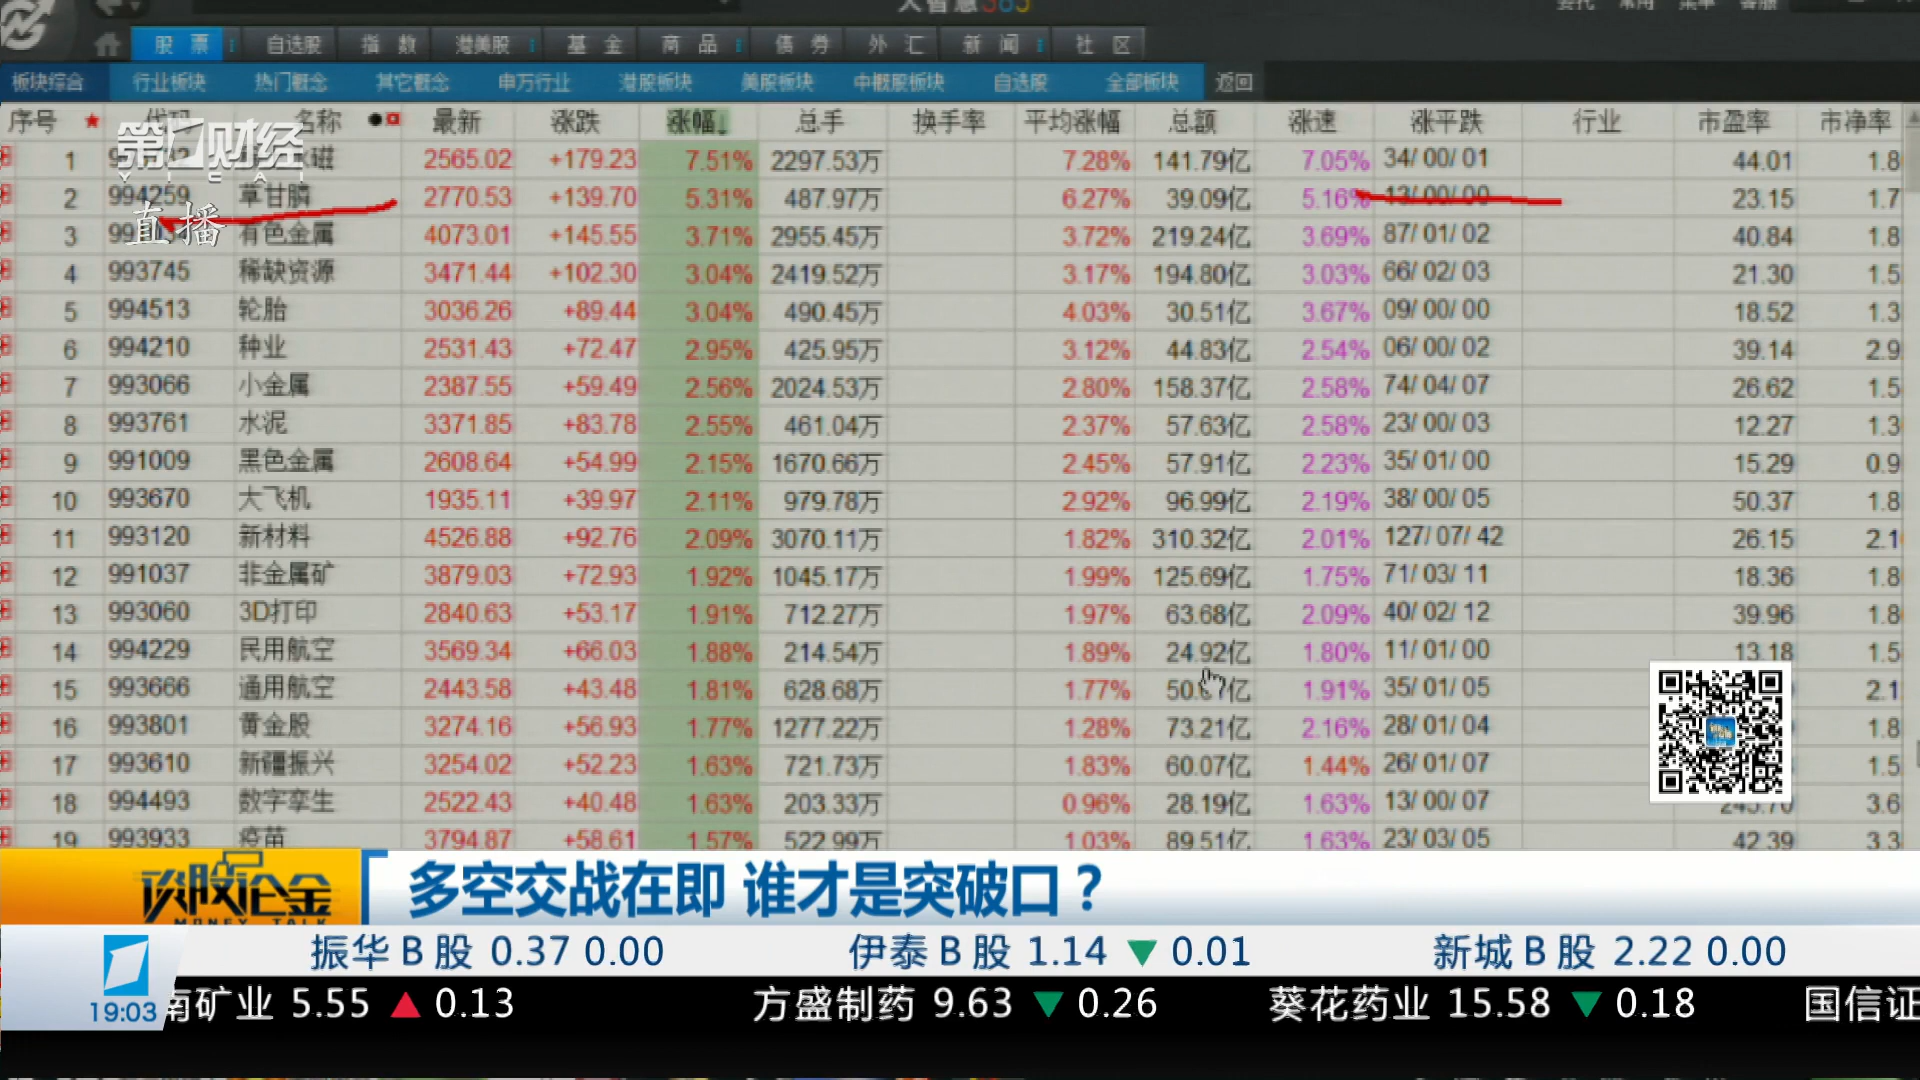 大智慧365
股票 自选股 指数 港美股 基金 商品 债券 外汇 新闻 社区
板块综合 行业板块 热门概念 其它概念 申万行业 港股板块 美股板块 中概股板块 自选股 全部板块 返回
序号 代码 名称 最新 涨跌 涨幅↓ 总手 换手率 平均涨幅 总额 涨速 涨平跌 行业 市盈率 市净率
第一财经
YICAI
直播
1 永磁 2565.02 +179.23 7.51% 2297.53万 7.28% 141.79亿 7.05% 34/00/01 44.01 1.8
2 994259 草甘膦 2770.53 +139.70 5.31% 487.97万 6.27% 39.09亿 5.16% 13/00/00 23.15 1.7
3 有色金属 4073.01 +145.55 3.71% 2955.45万 3.72% 219.24亿 3.69% 87/01/02 40.84 1.8
4 993745 稀缺资源 3471.44 +102.30 3.04% 2419.52万 3.17% 194.80亿 3.03% 66/02/03 21.30 1.5
5 994513 轮胎 3036.26 +89.44 3.04% 490.45万 4.03% 30.51亿 3.67% 09/00/00 18.52 1.3
6 994210 种业 2531.43 +72.47 2.95% 425.95万 3.12% 44.83亿 2.54% 06/00/02 39.14 2.9
7 993066 小金属 2387.55 +59.49 2.56% 2024.53万 2.80% 158.37亿 2.58% 74/04/07 26.62 1.5
8 993761 水泥 3371.85 +83.78 2.55% 461.04万 2.37% 57.63亿 2.58% 23/00/03 12.27 1.3
9 991009 黑色金属 2608.64 +54.99 2.15% 1670.66万 2.45% 57.91亿 2.23% 35/01/00 15.29 0.9
10 993670 大飞机 1935.11 +39.97 2.11% 979.78万 2.92% 96.99亿 2.19% 38/00/05 50.37 1.8
11 993120 新材料 4526.88 +92.76 2.09% 3070.11万 1.82% 310.32亿 2.01% 127/07/42 26.15 2.1
12 991037 非金属矿 3879.03 +72.93 1.92% 1045.17万 1.99% 125.69亿 1.75% 71/03/11 18.36 1.8
13 993060 3D打印 2840.63 +53.17 1.91% 712.27万 1.97% 63.68亿 2.09% 40/02/12 39.96 1.8
14 994229 民用航空 3569.34 +66.03 1.88% 214.54万 1.89% 24.92亿 1.80% 11/01/00 13.18 1.5
15 993666 通用航空 2443.58 +43.48 1.81% 628.68万 1.77% 1.91% 35/01/05 2.1
16 993801 黄金股 3274.16 +56.93 1.77% 1277.22万 1.28% 73.21亿 2.16% 28/01/04 1.8
17 993610 新疆振兴 3254.02 +52.23 1.63% 721.73万 1.83% 60.07亿 1.44% 26/01/07 1.5
18 994493 数字孪生 2522.43 +40.48 1.63% 203.33万 0.96% 28.19亿 1.63% 13/00/07 3.6
19 993933 疫苗 3794.87 +58.61 1.57% 522.99万 1.03% 89.51亿 1.63% 23/03/05 42.39 3.3
谈股论金
MONEY TALK
多空交战在即 谁才是突破口？
振华B股 0.37 0.00 伊泰B股 1.14 ▼ 0.01 新城B股 2.22 0.00
19:03
南矿业 5.55 ▲ 0.13 方盛制药 9.63 ▼ 0.26 葵花药业 15.58 ▼ 0.18 国信证